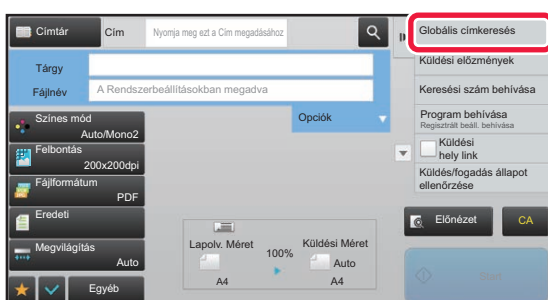 Címtár
Cím
Nyomja meg ezt a Cím megadásához
Tárgy
Fájlnév
A Rendszerbeállításokban megadva
Színes mód
Auto/Mono2
Opciók
Felbontás
200x200dpi
Fájlformátum
PDF
Eredeti
Megvilágítás
Auto
Egyéb
Lapolv. Méret
A4
100%
Küldési Méret
Auto
A4
Globális címkeresés
Küldési előzmények
Keresési szám behívása
Program behívása
Regisztrált beáll. behívása
Küldési
hely link
Küldés/fogadás állapot
ellenőrzése
Előnézet
CA
Start